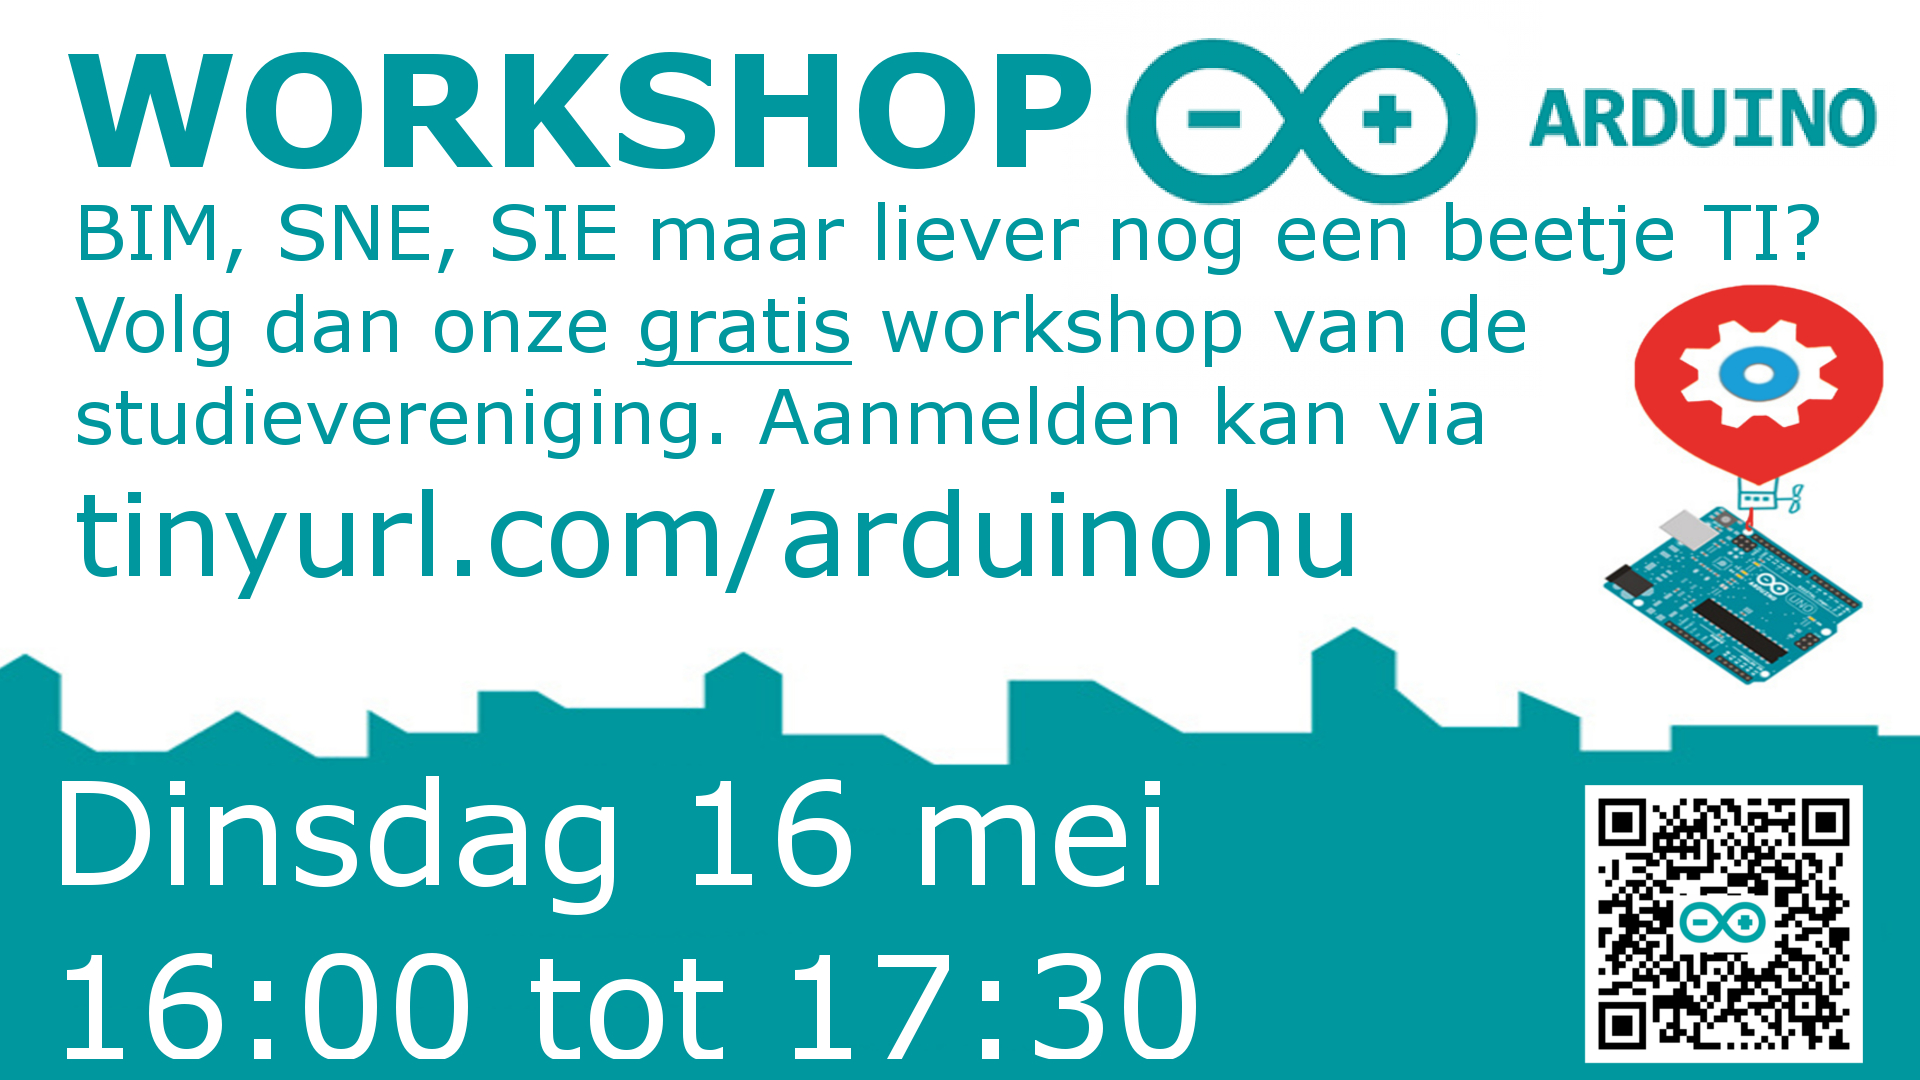 WORKSHOP
ARDUINO
BIM, SNE, SIE maar liever nog een beetje TI?
Volg dan onze gratis workshop van de
studievereniging. Aanmelden kan via
tinyurl.com/arduinohu
UNO
Dinsdag 16 mei
16:00 tot 17:30